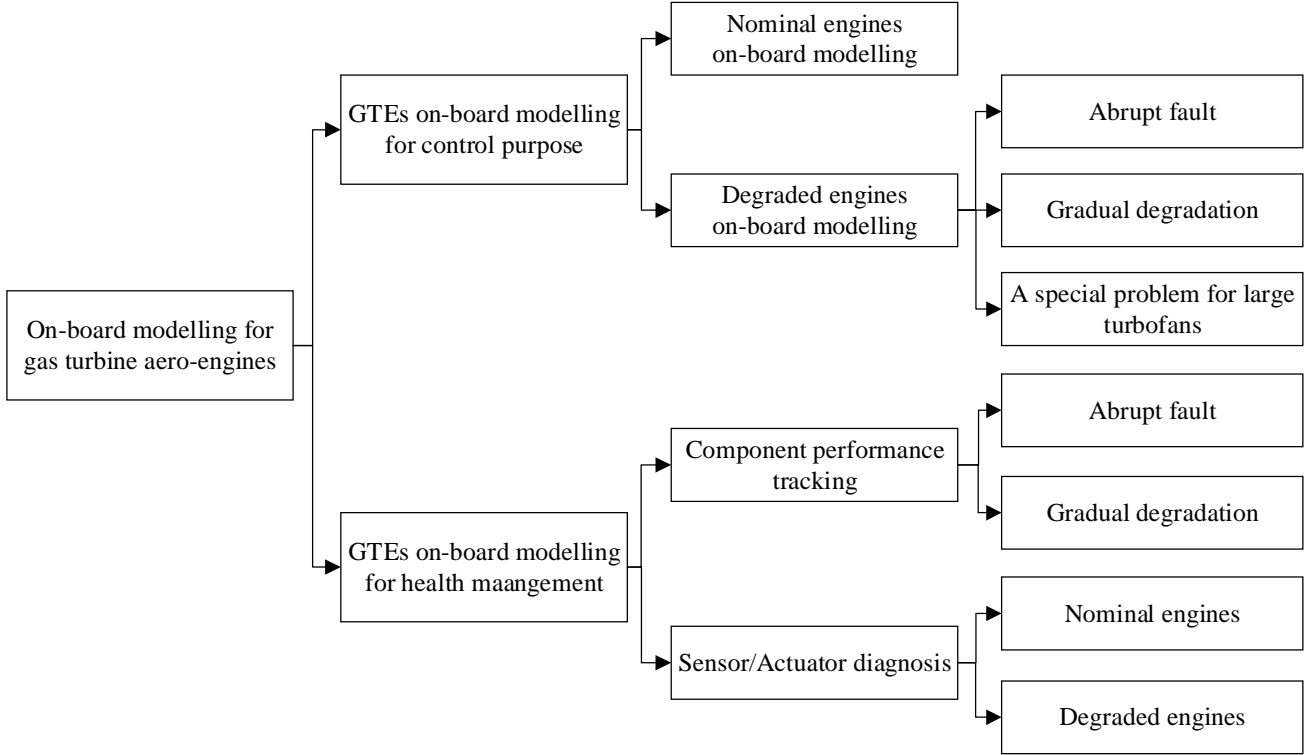 On-board modelling for
gas turbine aero-engines
GTEs on-board modelling
for control purpose
Nominal engines
on-board modelling
Degraded engines
on-board modelling
Abrupt fault
Gradual degradation
A special problem for large
turbofans
GTEs on-board modelling
for health maangement
Component performance
tracking
Abrupt fault
Gradual degradation
Sensor/Actuator diagnosis
Nominal engines
Degraded engines